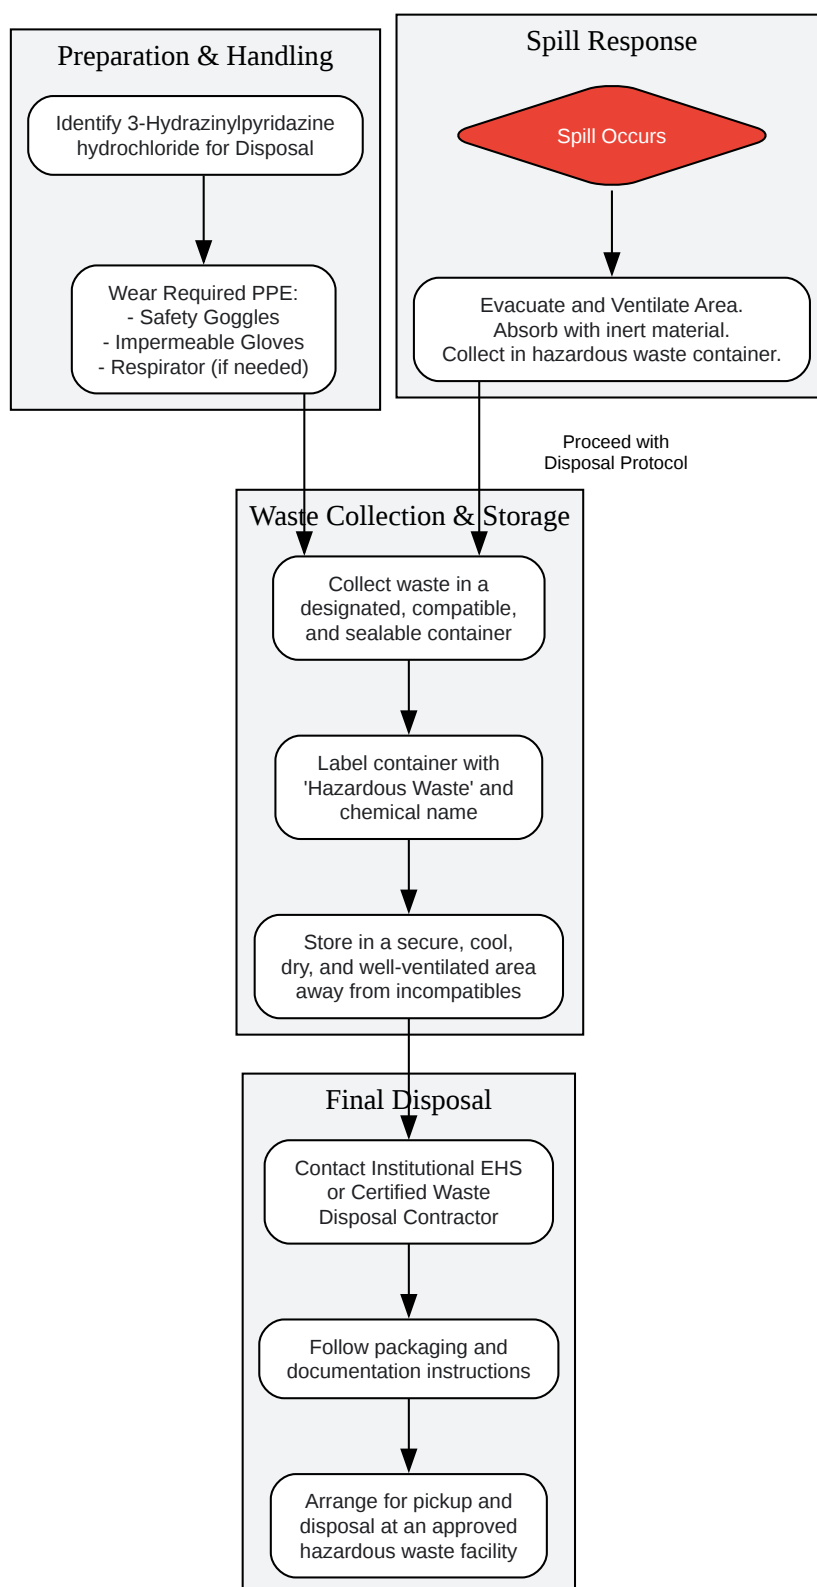 Preparation & Handling
Identify 3-Hydrazinylpyridazine
hydrochloride for Disposal
Wear Required PPE:
- Safety Goggles
- Impermeable Gloves
- Respirator (if needed)
Spill Response
Spill Occurs
Evacuate and Ventilate Area.
Absorb with inert material.
Collect in hazardous waste container.
Proceed with
Disposal Protocol
Waste Collection & Storage
Collect waste in a
designated, compatible,
and sealable container
Label container with
'Hazardous Waste' and
chemical name
Store in a secure, cool,
dry, and well-ventilated area
away from incompatibles
Final Disposal
Contact Institutional EHS
or Certified Waste
Disposal Contractor
Follow packaging and
documentation instructions
Arrange for pickup and
disposal at an approved
hazardous waste facility